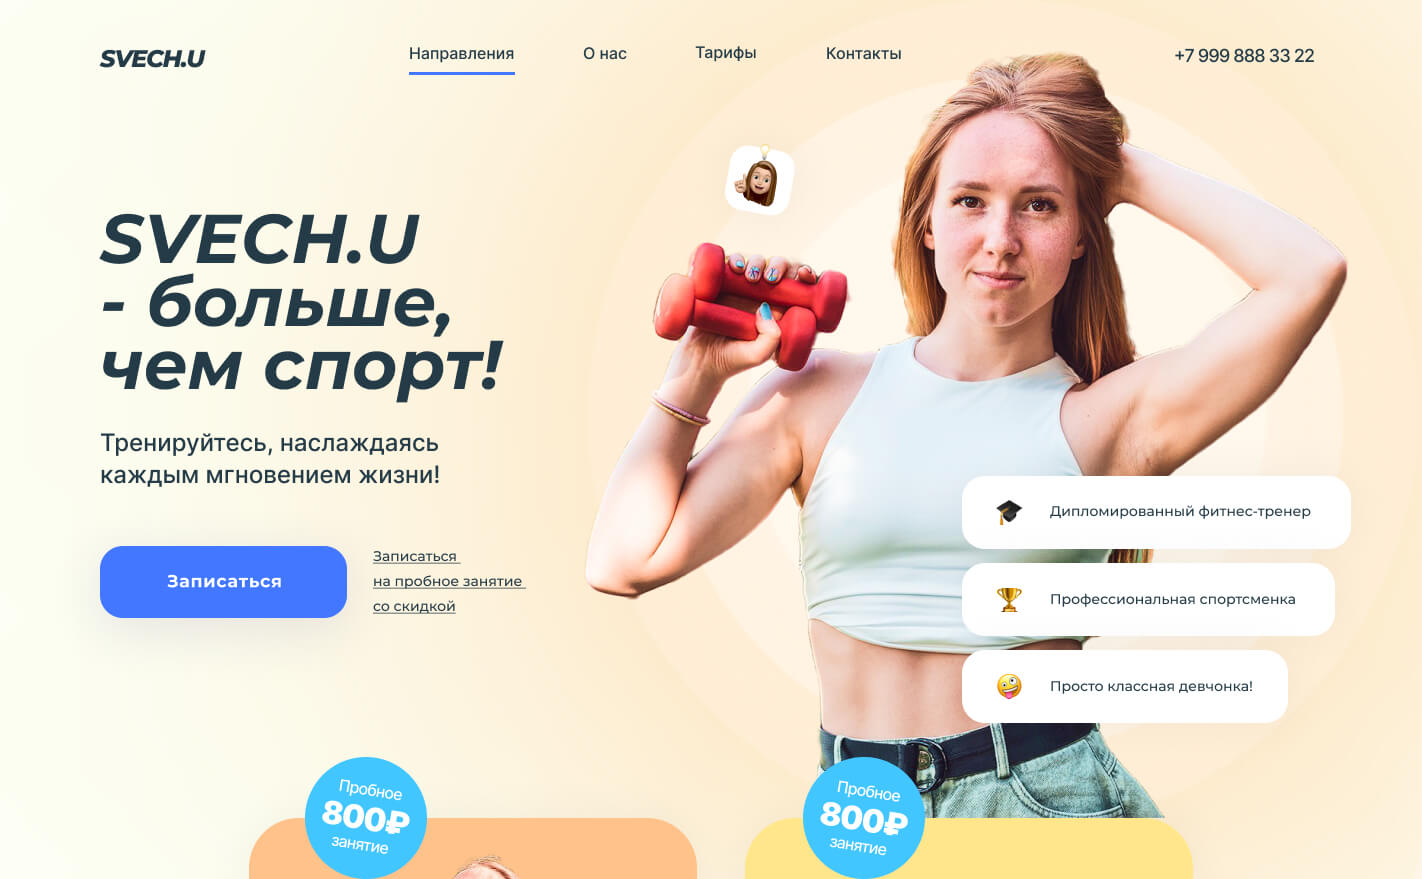 SVECH.U
Направления
О нас
Тарифы
Контакты
+7 999 888 33 22
SVECH.U
- больше,
чем спорт!
Тренируйтесь, наслаждаясь
каждым мгновением жизни!
Записаться
Записаться
на пробное занятие
со скидкой
Дипломированный фитнес-тренер
Профессиональная спортсменка
Просто классная девчонка!
Пробное
800₽
занятие
Пробное
800₽
занятие